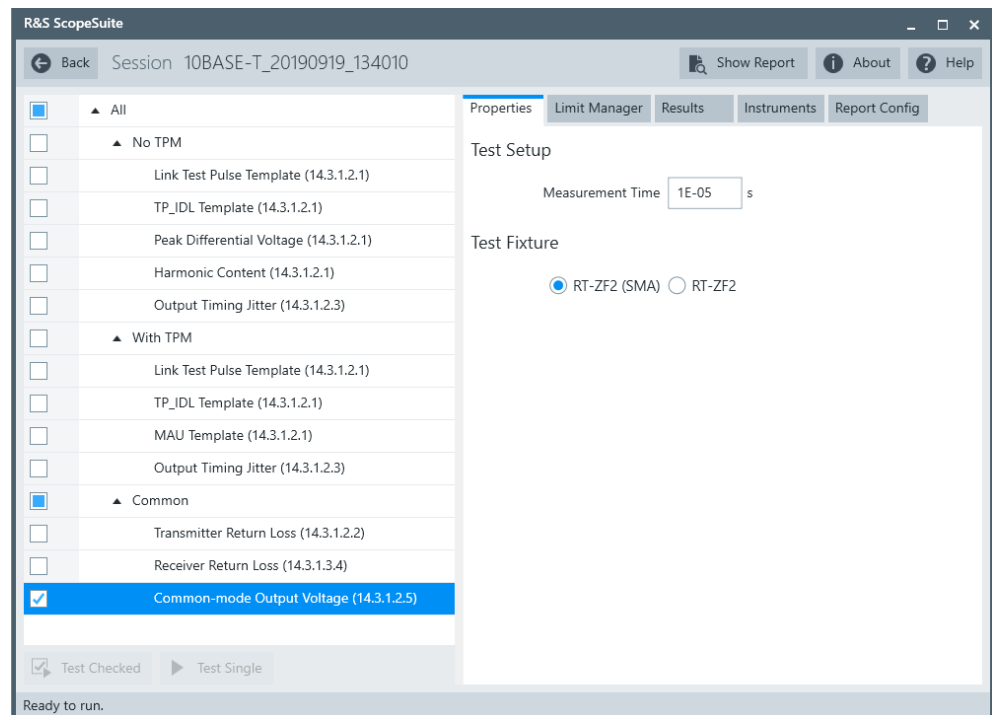 R&S ScopeSuite
Back Session 10BASE-T_20190919_134010 Show Report About Help
All
No TPM
Link Test Pulse Template (14.3.1.2.1)
TP_IDL Template (14.3.1.2.1)
Peak Differential Voltage (14.3.1.2.1)
Harmonic Content (14.3.1.2.1)
Output Timing Jitter (14.3.1.2.3)
With TPM
Link Test Pulse Template (14.3.1.2.1)
TP_IDL Template (14.3.1.2.1)
MAU Template (14.3.1.2.1)
Output Timing Jitter (14.3.1.2.3)
Common
Transmitter Return Loss (14.3.1.2.2)
Receiver Return Loss (14.3.1.3.4)
Common-mode Output Voltage (14.3.1.2.5)
Test Checked Test Single
Properties Limit Manager Results Instruments Report Config
Test Setup
Measurement Time 1E-05 s
Test Fixture
RT-ZF2 (SMA) RT-ZF2
Ready to run.